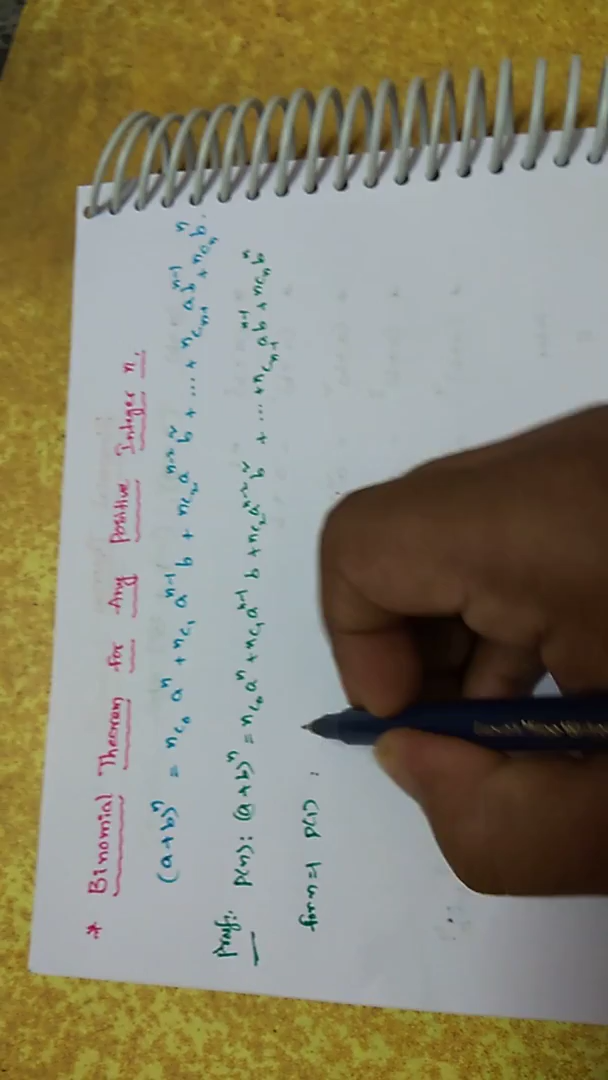 * Binomial Theorem for Any Positive Integer n.
(a+b)ⁿ = nc₀ aⁿ + nc₁ aⁿ⁻¹ b + nc₂ aⁿ⁻² b² + ... + ncₙ₋₁ a bⁿ⁻¹ + ncₙ bⁿ.
Proof: P(n): (a+b)ⁿ = nc₀ aⁿ + nc₁ aⁿ⁻¹ b + nc₂ aⁿ⁻² b² + ... + ncₙ₋₁ a bⁿ⁻¹ + ncₙ bⁿ
for n=1 P(1) :